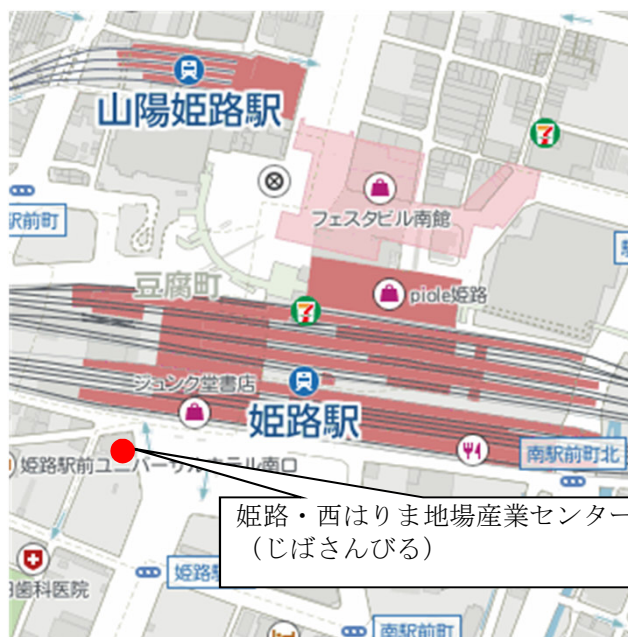 山陽姫路駅
フェスタビル南館
駅前町
豆腐町
piole姫路
ジュンク堂書店
姫路駅
南駅前町北
姫路駅前ユニバーサルホテル南口
姫路・西はりま地場産業センター
（じばさんびる）
歯科医院
姫路
南駅前町